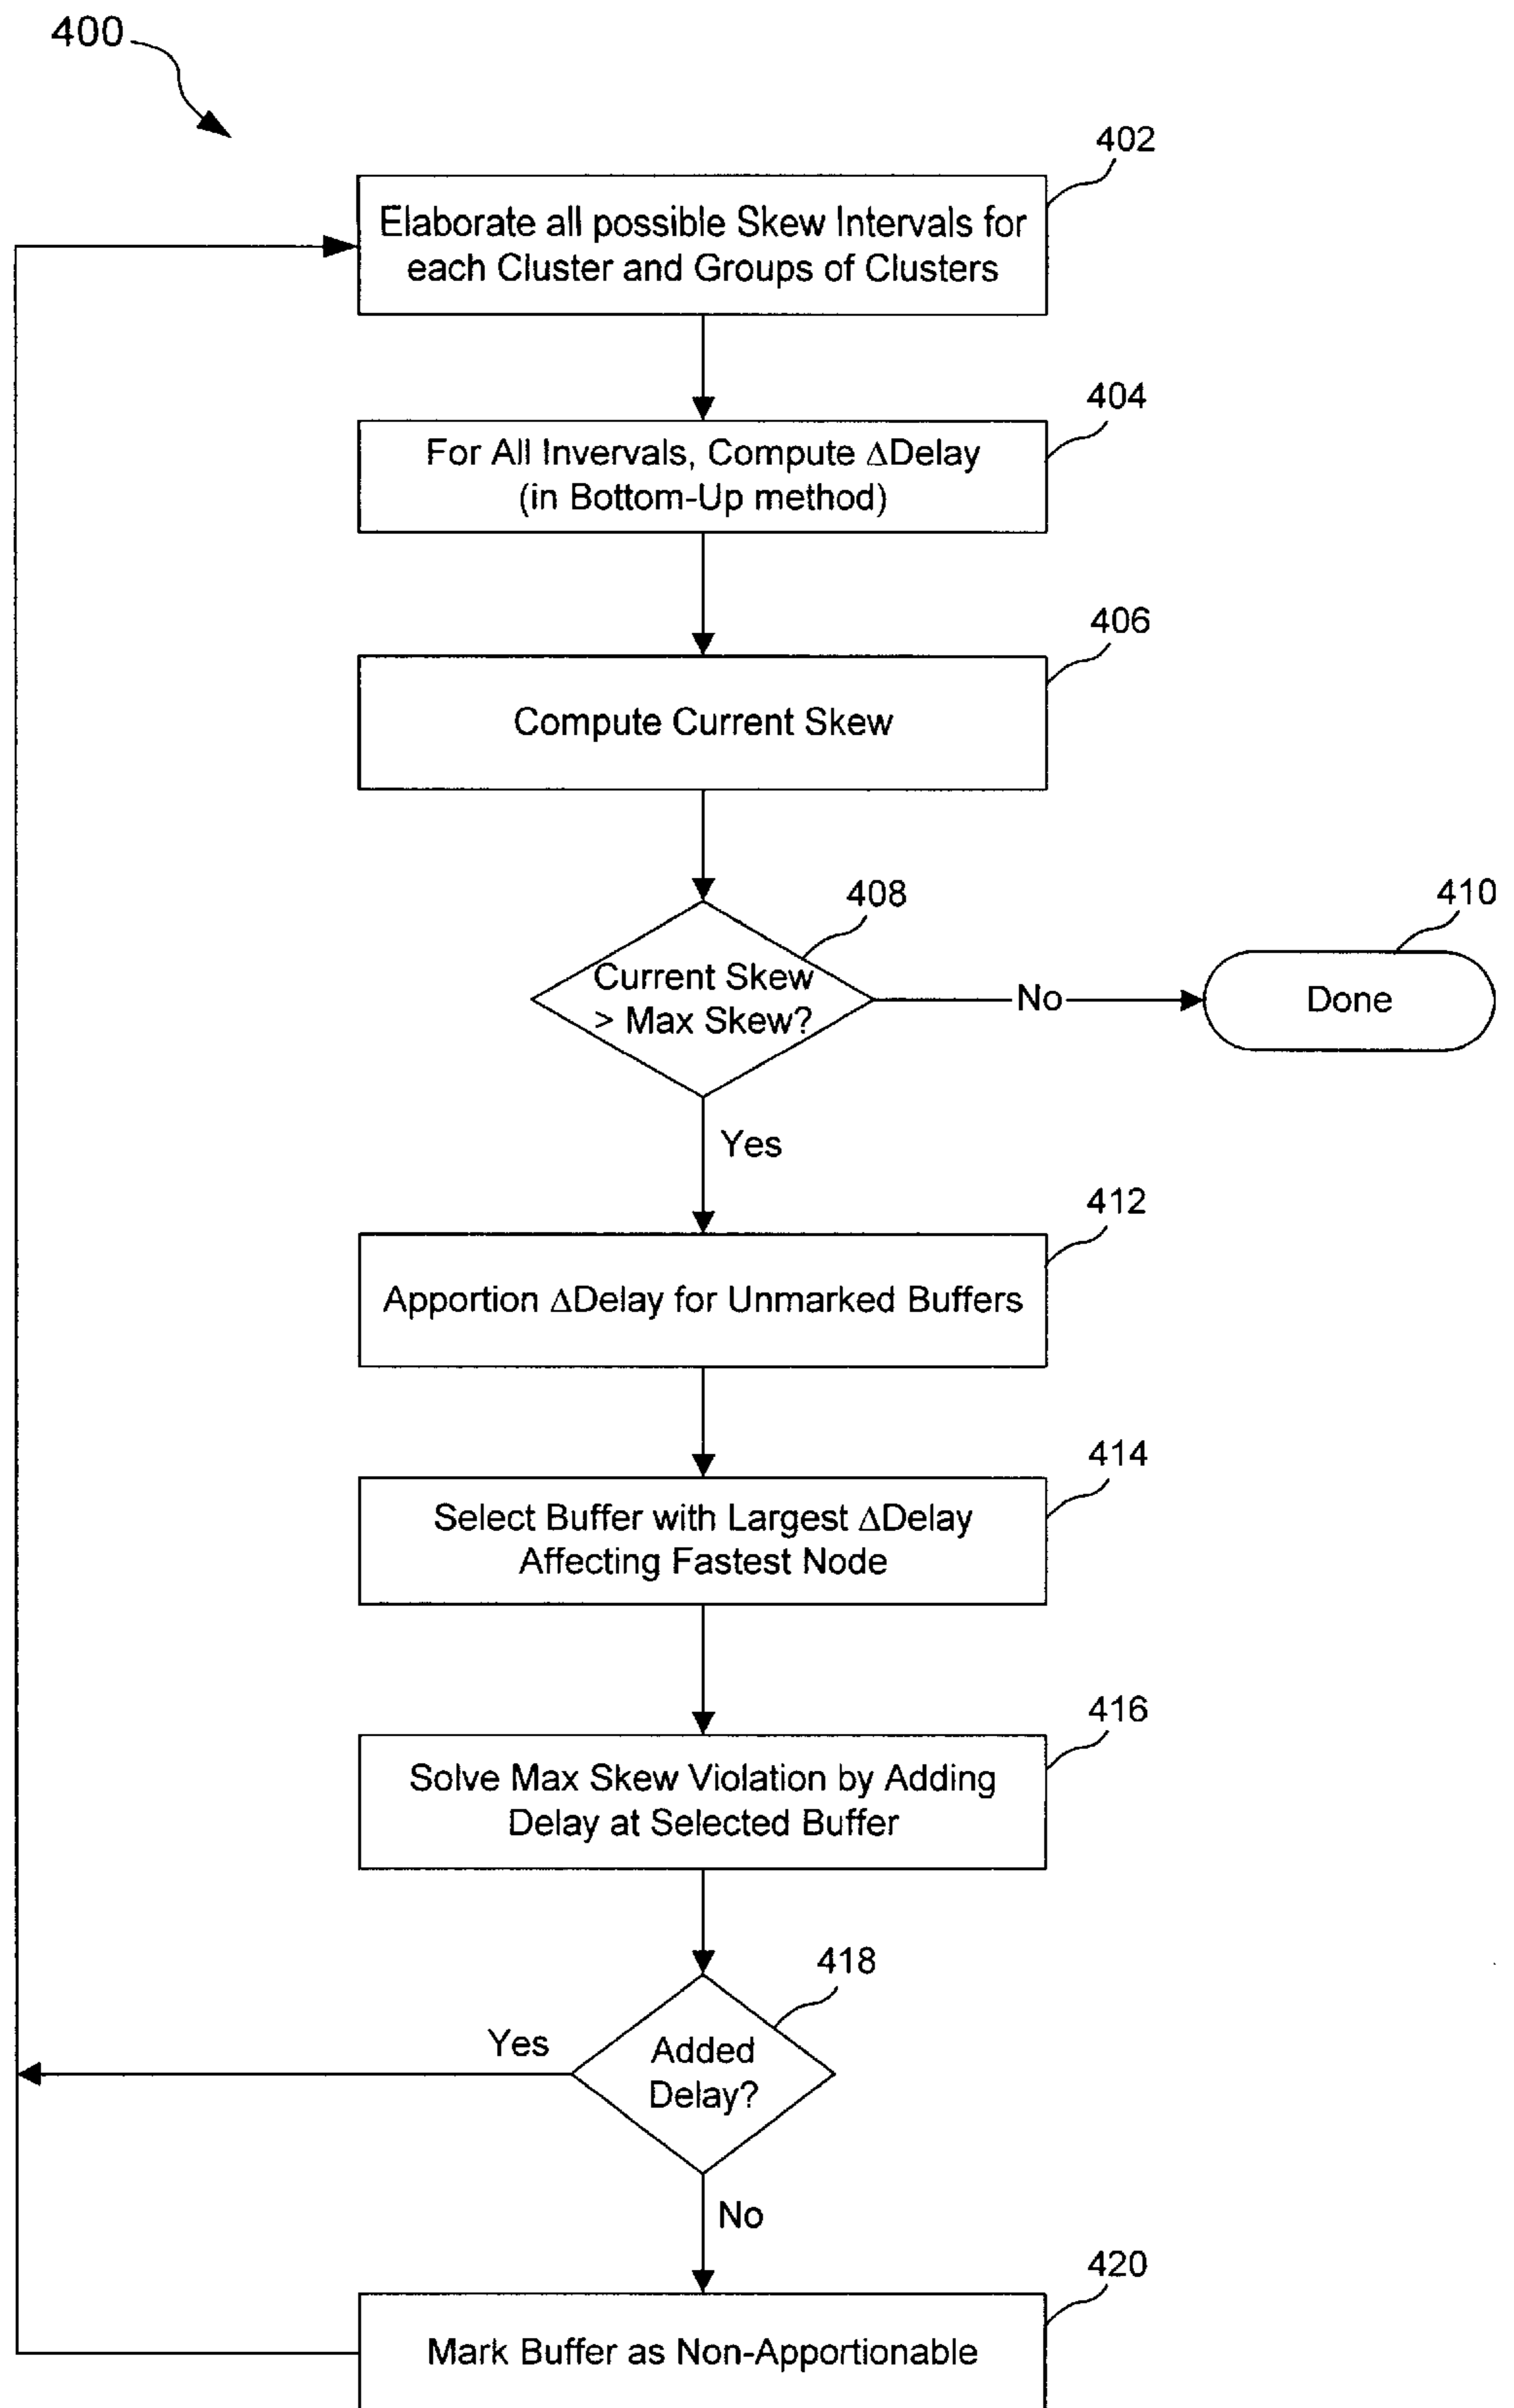 400
402
Elaborate all possible Skew Intervals for
each Cluster and Groups of Clusters
404
For All Invervals, Compute ΔDelay
(in Bottom-Up method)
406
Compute Current Skew
408
Current Skew
> Max Skew?
No
410
Done
Yes
412
Apportion ΔDelay for Unmarked Buffers
414
Select Buffer with Largest ΔDelay
Affecting Fastest Node
416
Solve Max Skew Violation by Adding
Delay at Selected Buffer
418
Added
Delay?
Yes
No
420
Mark Buffer as Non-Apportionable